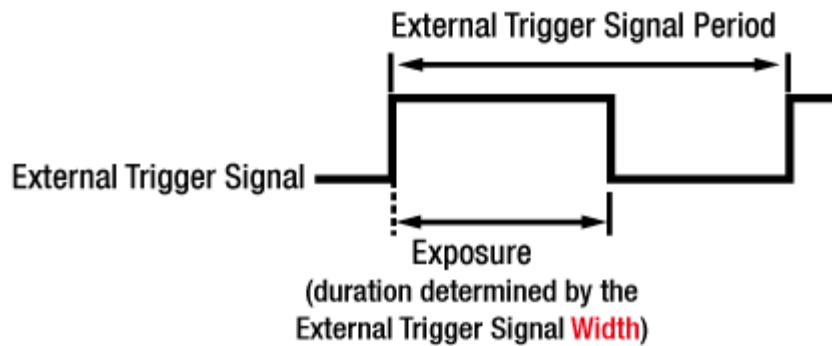 External Trigger Signal Period
External Trigger Signal
Exposure
(duration determined by the
External Trigger Signal Width)